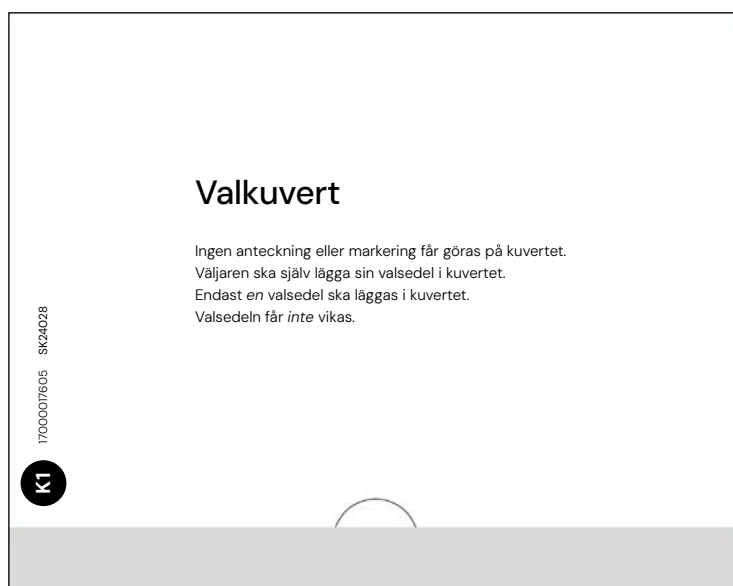 Valkuvert
Ingen anteckning eller markering får göras på kuvertet.
Väljaren ska själv lägga sin valsedel i kuvertet.
Endast en valsedel ska läggas i kuvertet.
Valsedeln får inte vikas.
17000017605 SK24028
K1